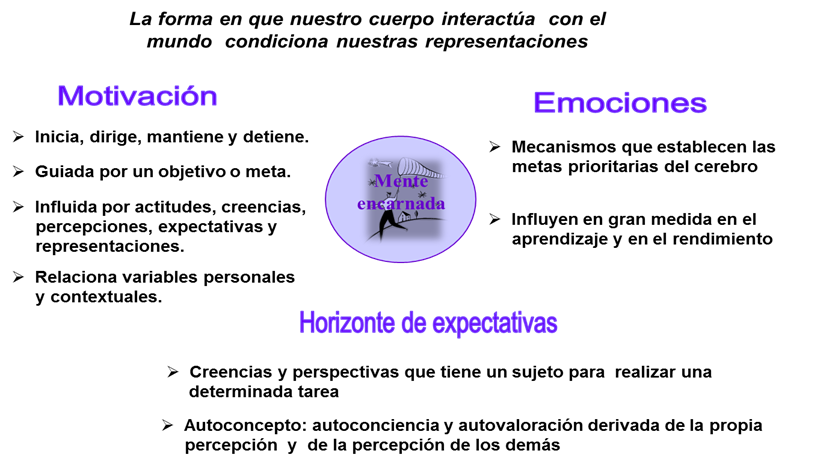 La forma en que nuestro cuerpo interactúa con el
mundo condiciona nuestras representaciones
Motivación
➢ Inicia, dirige, mantiene y detiene.
➢ Guiada por un objetivo o meta.
➢ Influida por actitudes, creencias,
percepciones, expectativas y
representaciones.
➢ Relaciona variables personales
y contextuales.
Mente
encarnada
Emociones
➢ Mecanismos que establecen las
metas prioritarias del cerebro
➢ Influyen en gran medida en el
aprendizaje y en el rendimiento
Horizonte de expectativas
➢ Creencias y perspectivas que tiene un sujeto para realizar una
determinada tarea
➢ Autoconcepto: autoconciencia y autovaloración derivada de la propia
percepción y de la percepción de los demás